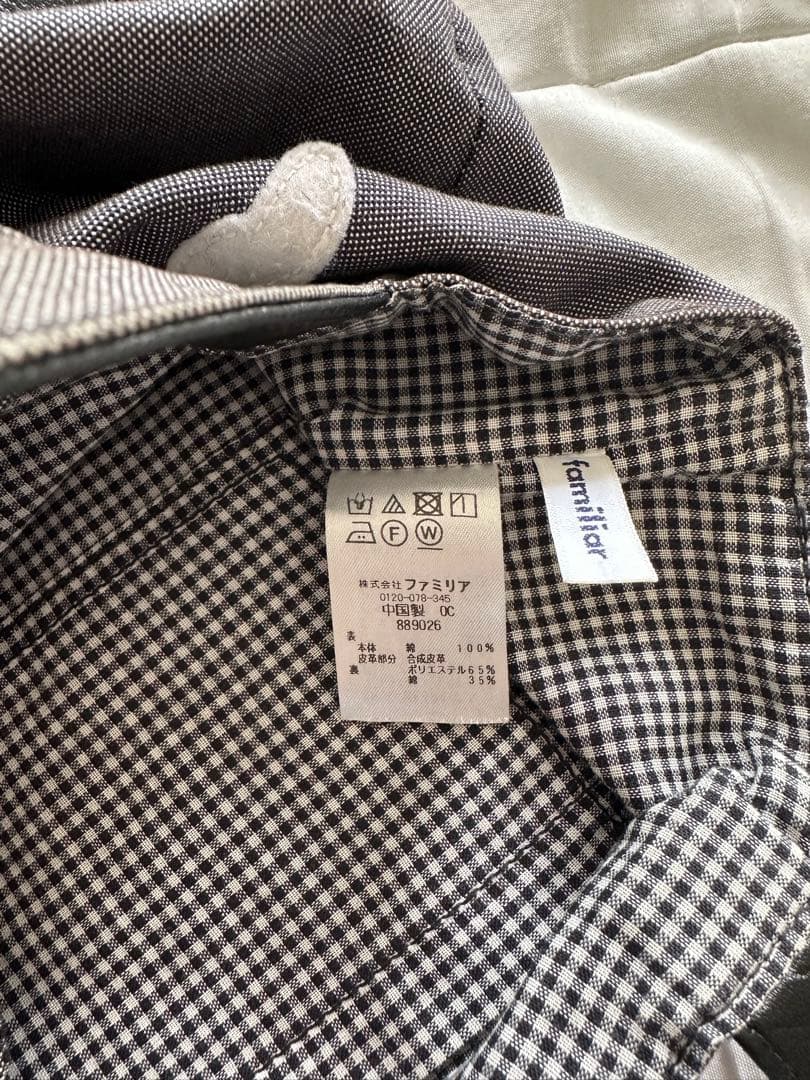 familiar
F W
株式会社 ファミリア
0120-078-345
中国製 OC
889026
表
本体 綿 100%
皮革部分 合成皮革
裏 ポリエステル65%
綿 35%